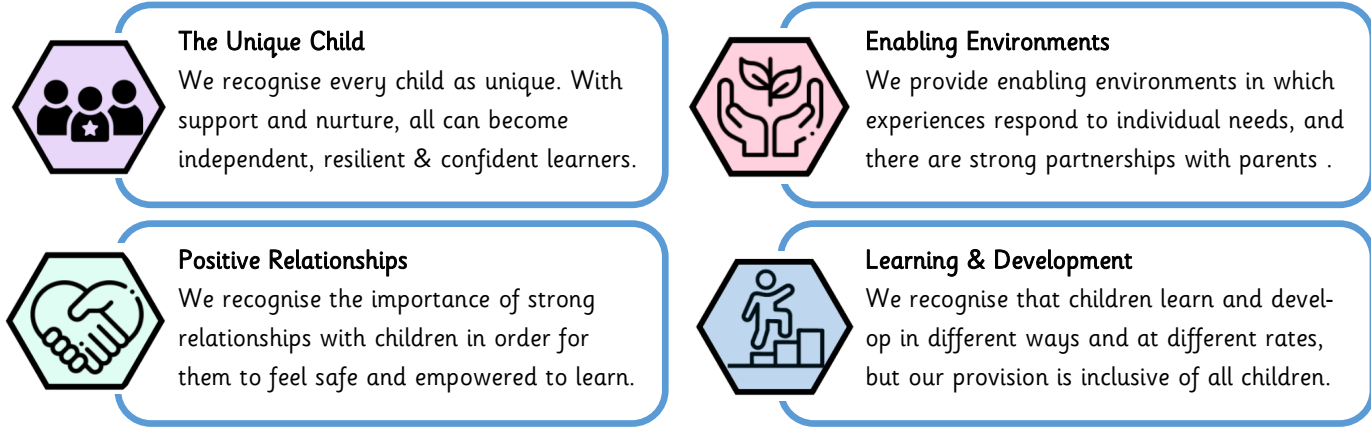 The Unique Child
We recognise every child as unique. With
support and nurture, all can become
independent, resilient & confident learners.
Enabling Environments
We provide enabling environments in which
experiences respond to individual needs, and
there are strong partnerships with parents .
Positive Relationships
We recognise the importance of strong
relationships with children in order for
them to feel safe and empowered to learn.
Learning & Development
We recognise that children learn and devel-
op in different ways and at different rates,
but our provision is inclusive of all children.